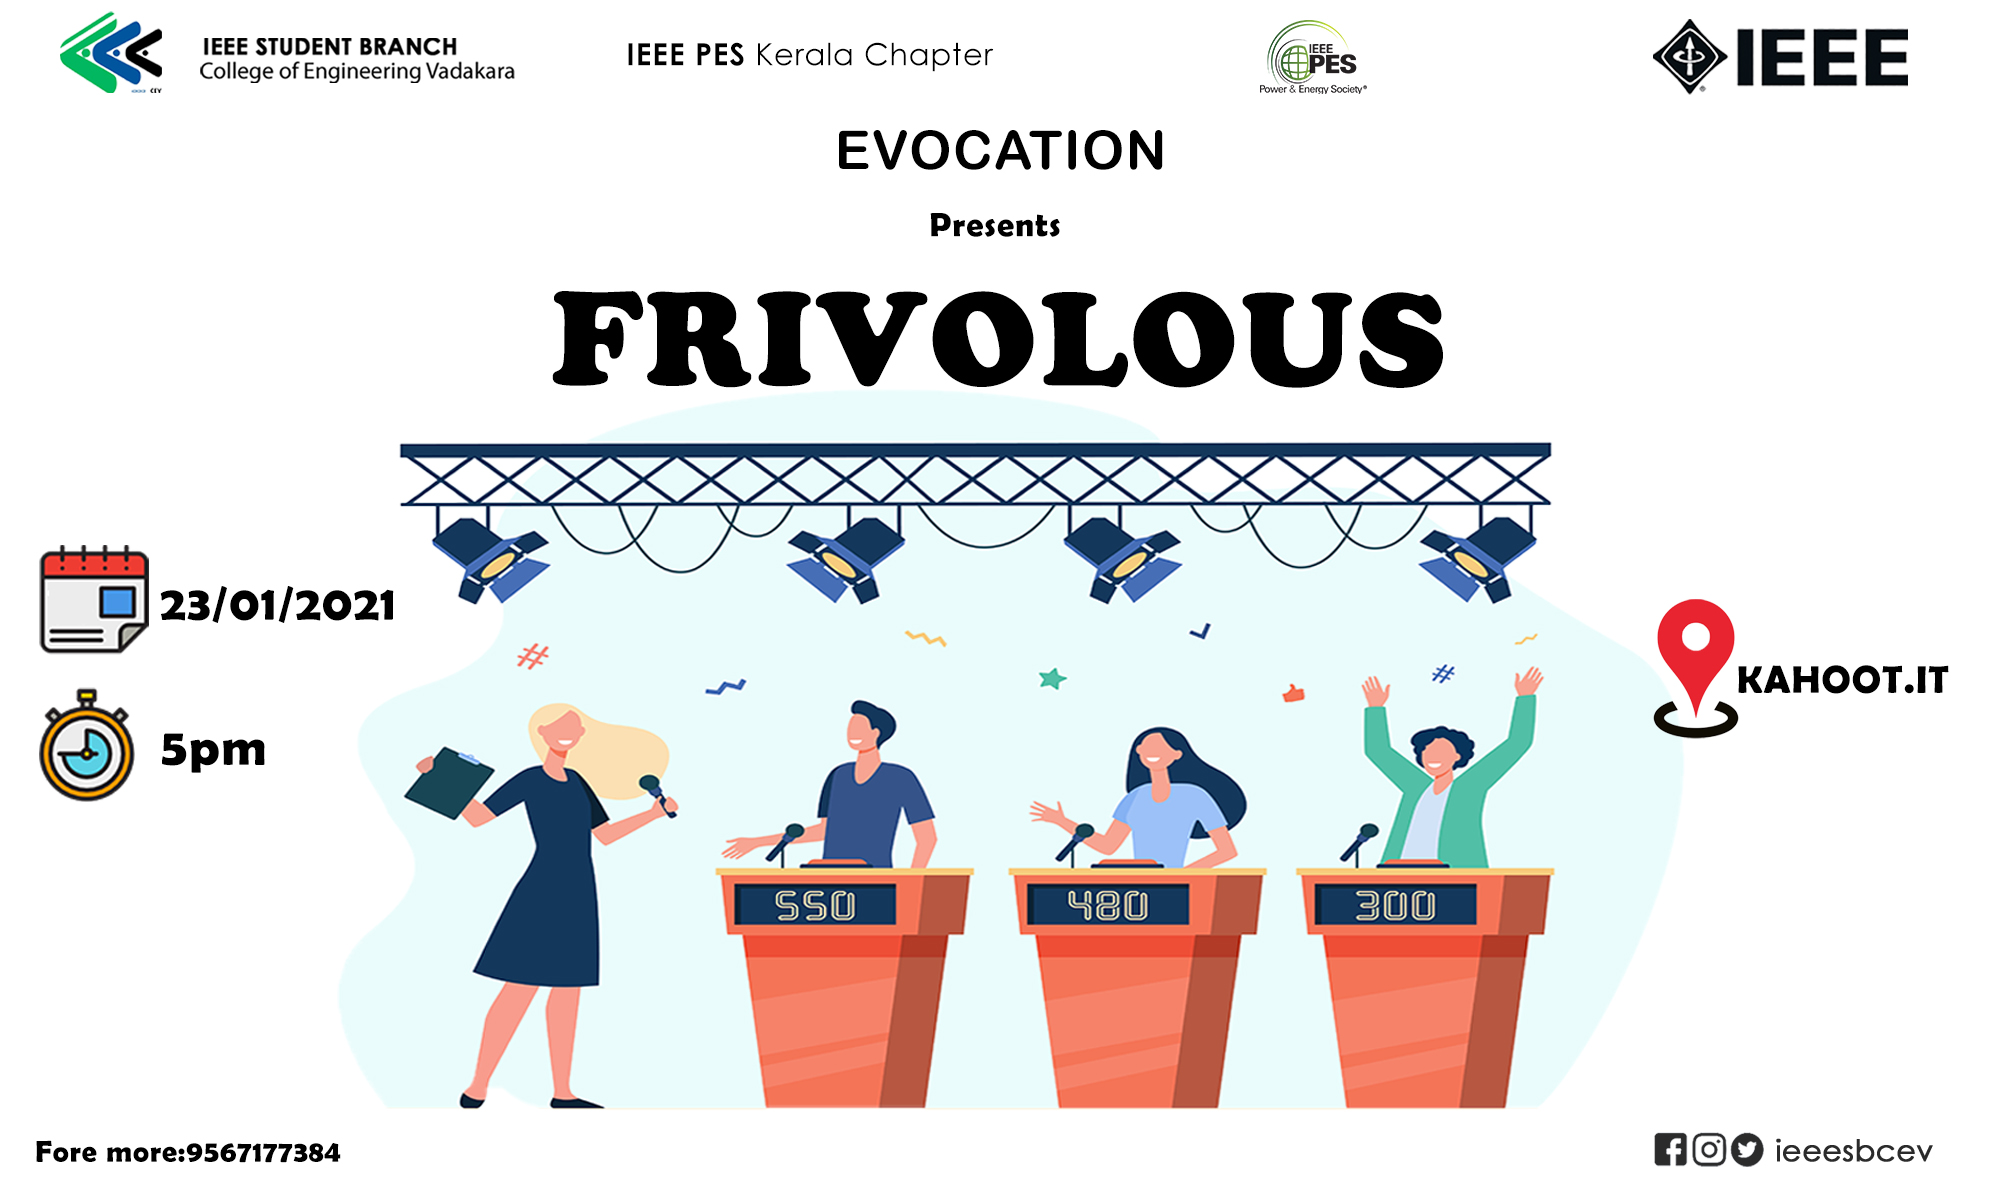 IEEE STUDENT BRANCH
College of Engineering Vadakara
CEV
IEEE PES Kerala Chapter
IEEE
PES
Power & Energy Society®
IEEE
EVOCATION
Presents
FRIVOLOUS
23/01/2021
5pm
KAHOOT.IT
550
480
300
Fore more:9567177384
ieeesbcev